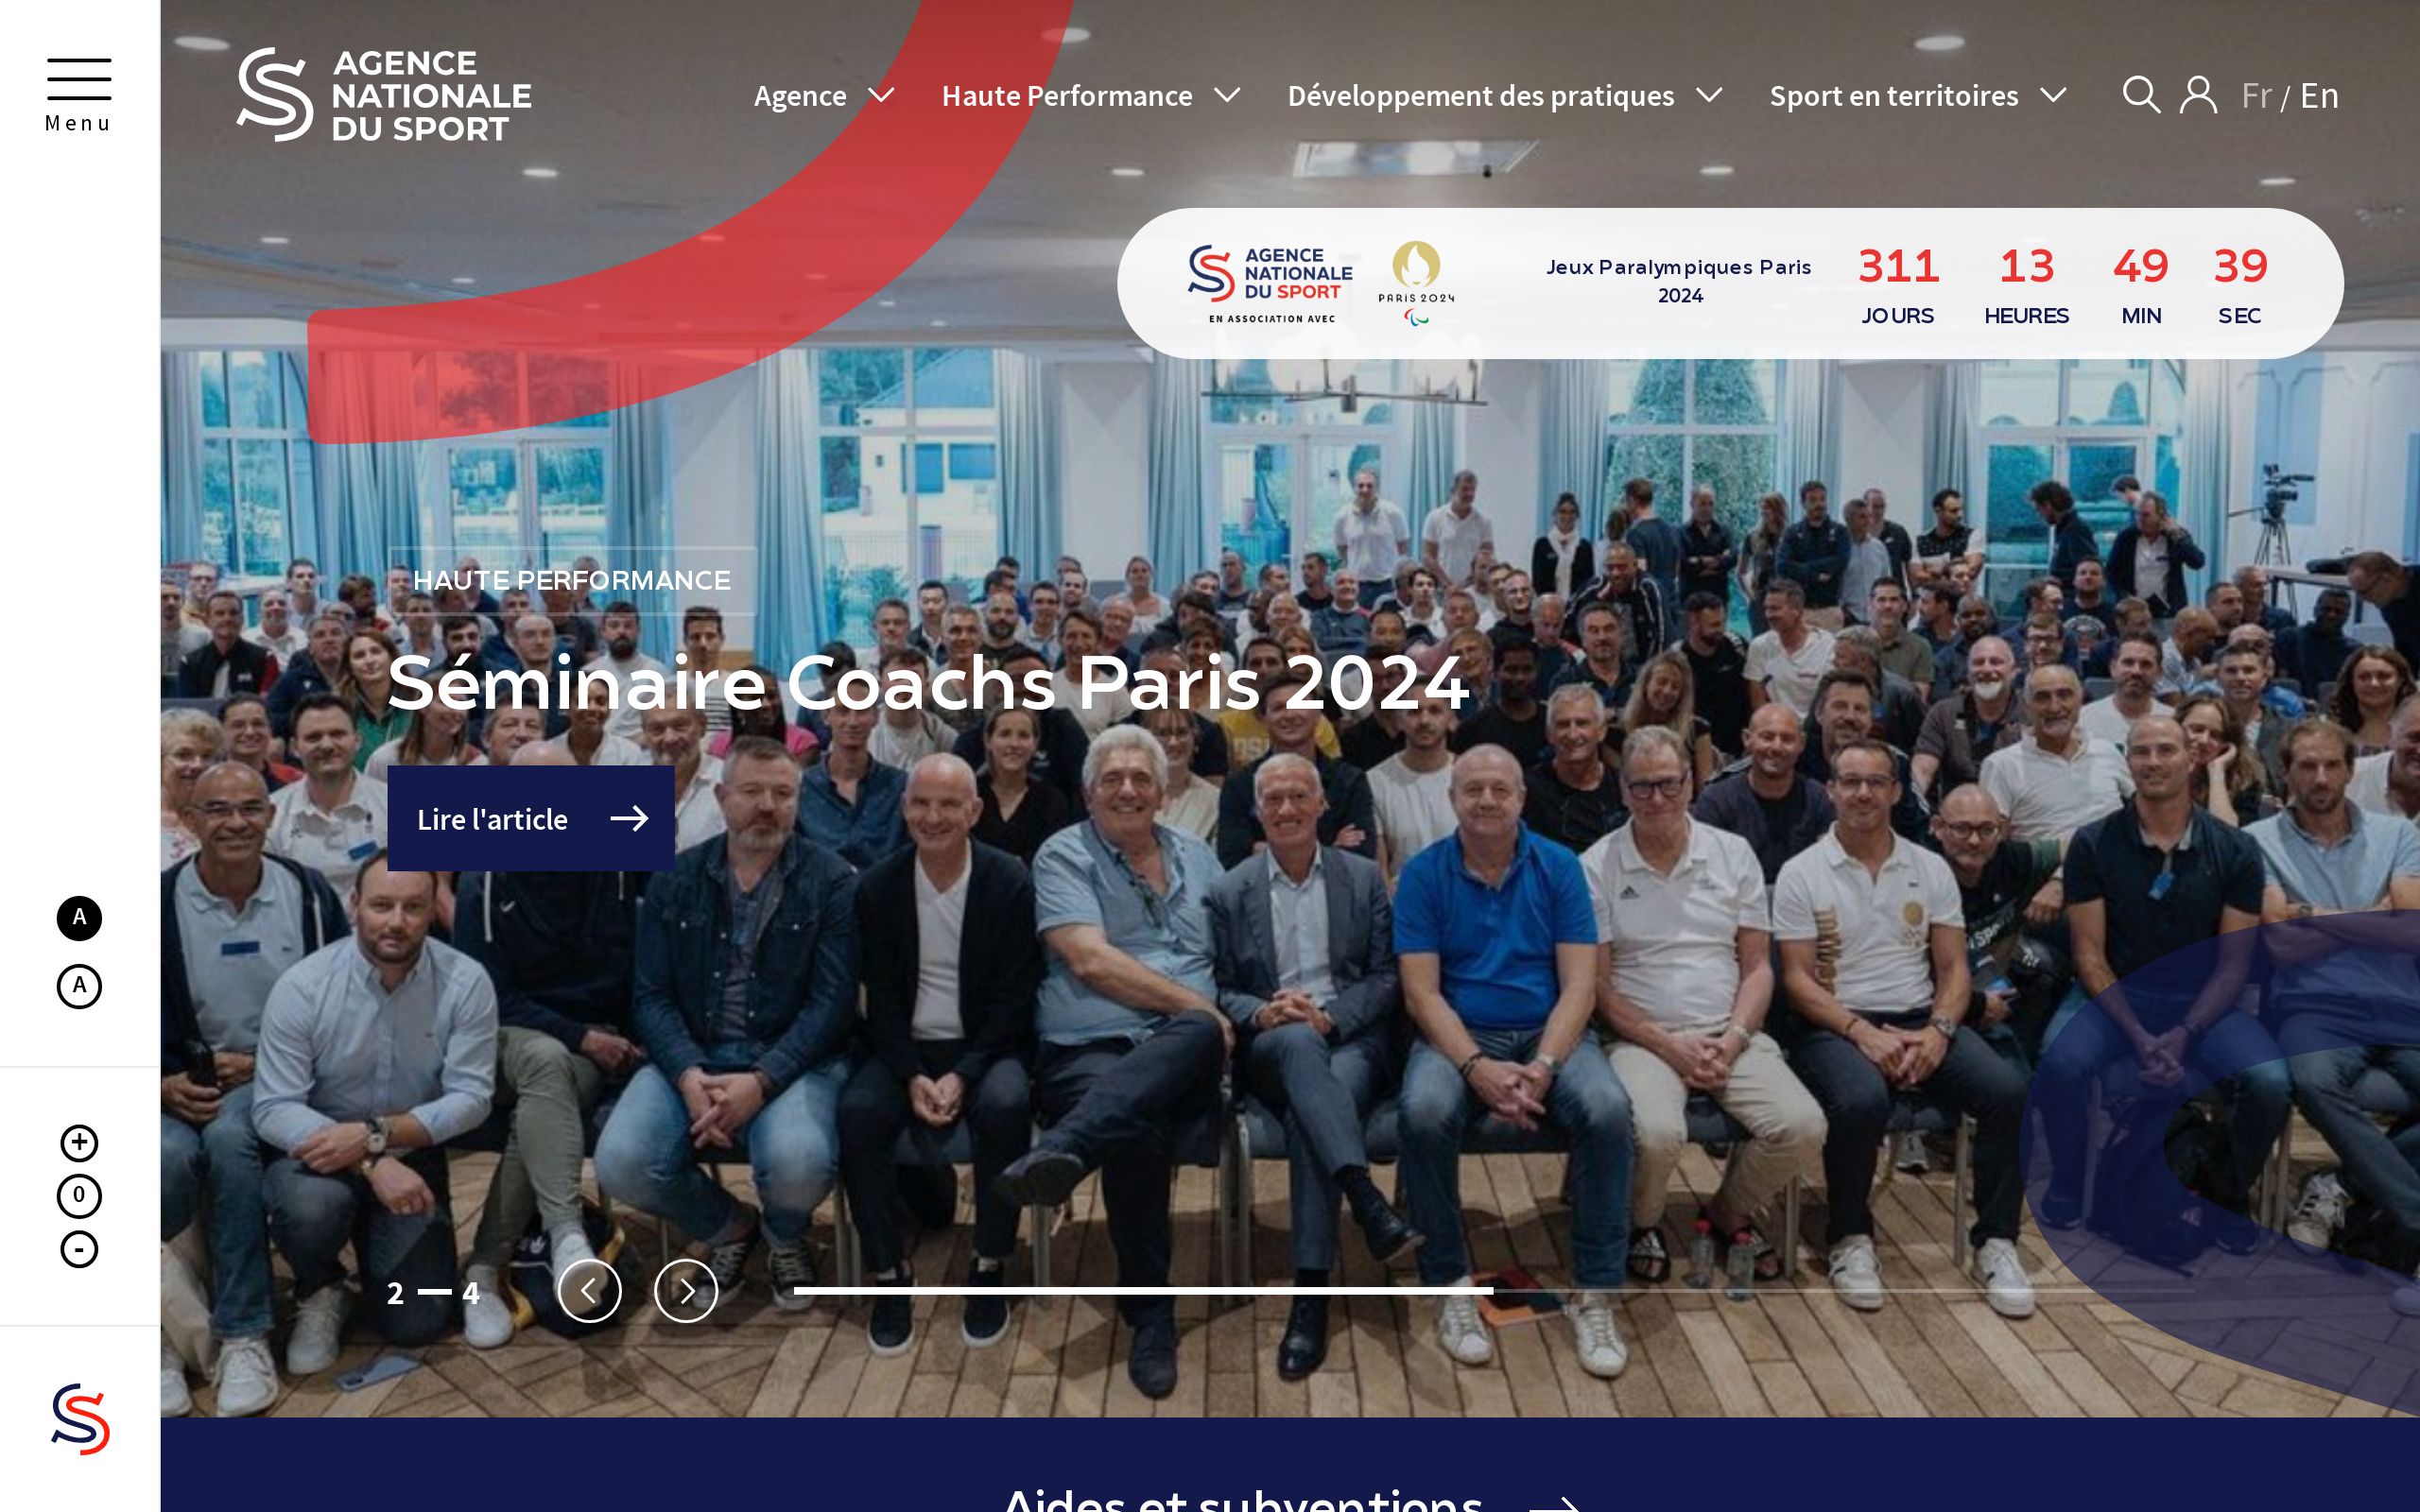 Menu
AGENCE
NATIONALE
DU SPORT
Agence
Haute Performance
Développement des pratiques
Sport en territoires
Fr / En
AGENCE
NATIONALE
DU SPORT
EN ASSOCIATION AVEC
PARIS 2024
Jeux Paralympiques Paris
2024
311 13 49 39
JOURS HEURES MIN SEC
HAUTE PERFORMANCE
Séminaire Coachs Paris 2024
Lire l'article
A
A
+
0
-
2 — 4
Aides et subventions